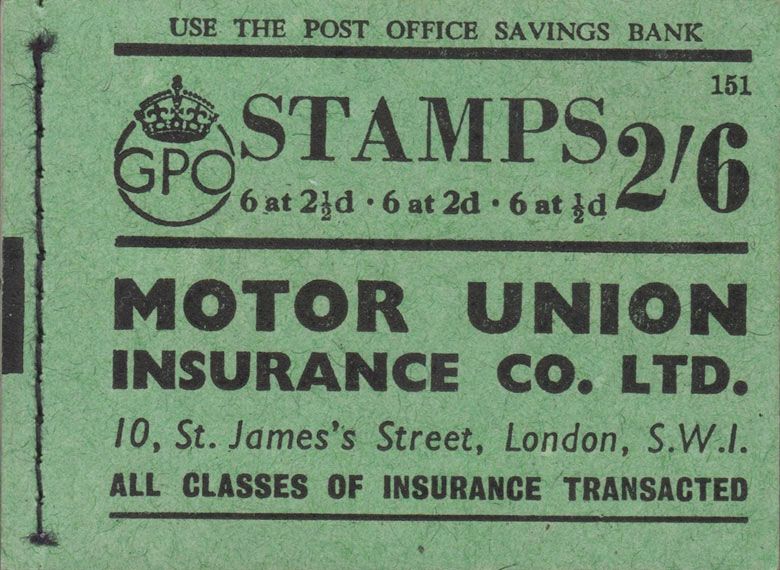 USE THE POST OFFICE SAVINGS BANK
151
GPO
STAMPS 2/6
6 at 2½d · 6 at 2d · 6 at ½d
MOTOR UNION
INSURANCE CO. LTD.
10, St. James's Street, London, S.W.1.
ALL CLASSES OF INSURANCE TRANSACTED